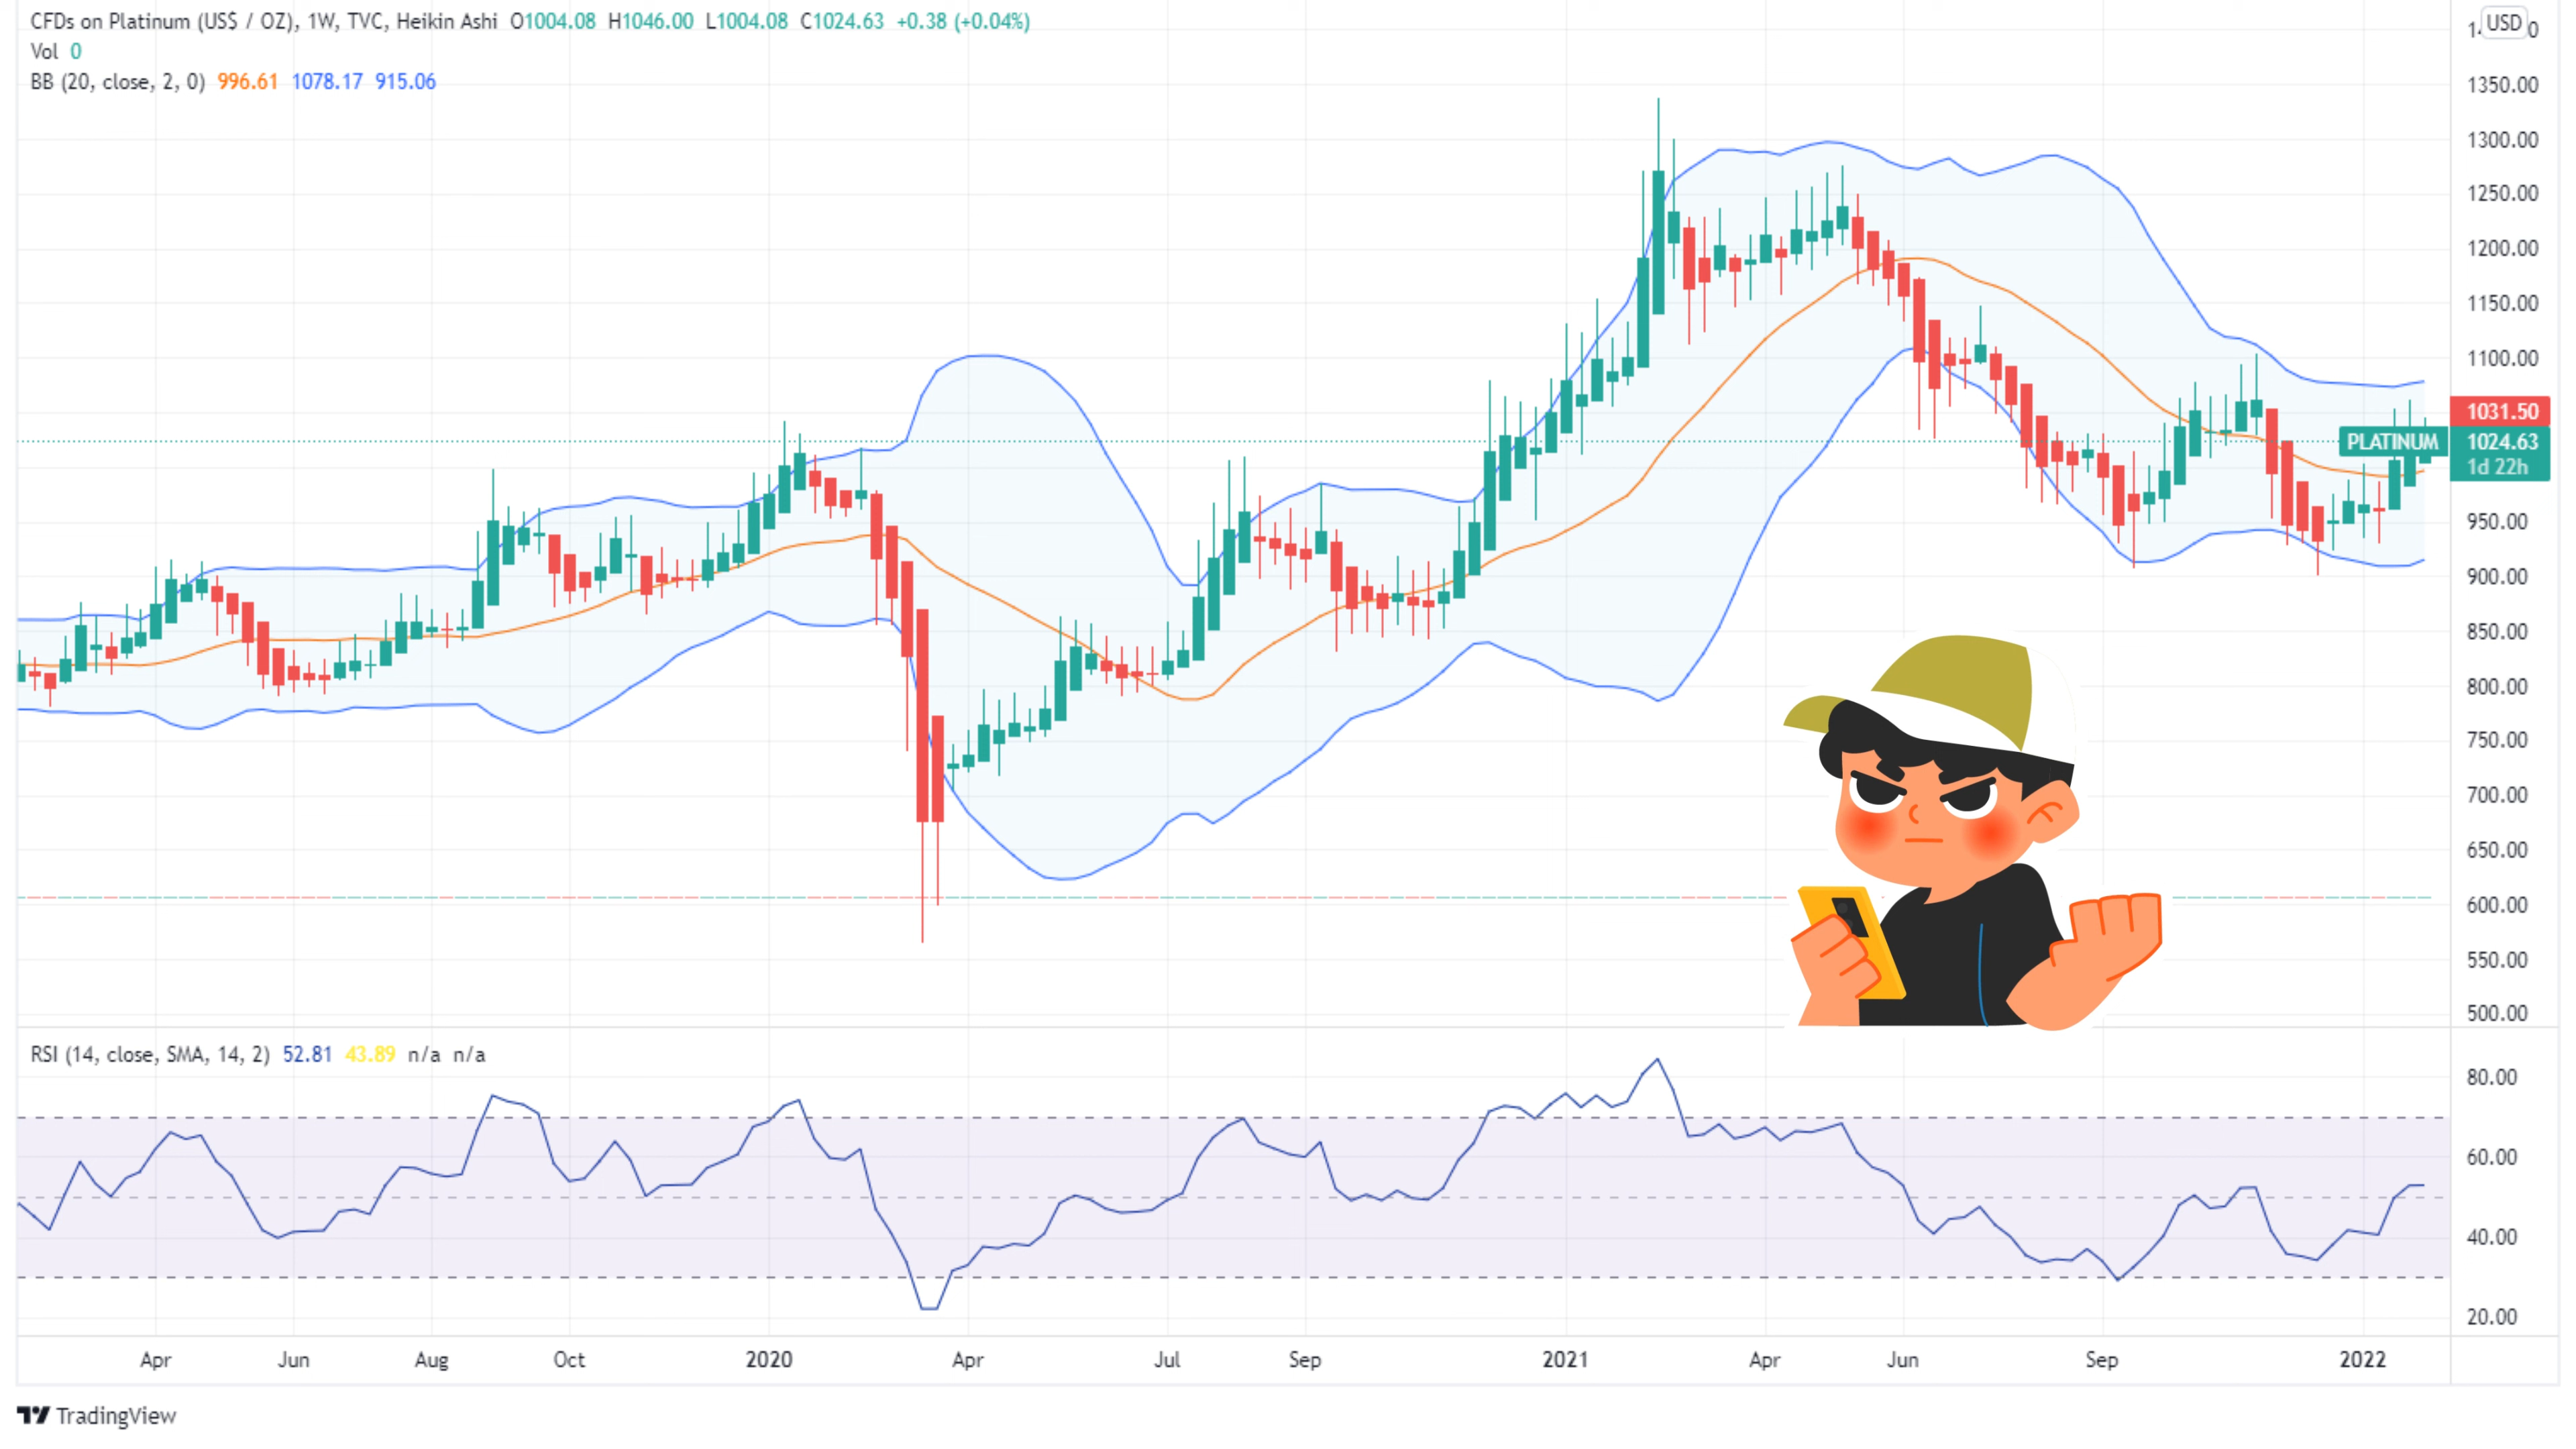 CFDs on Platinum (US$ / OZ), 1W, TVC, Heikin Ashi O1004.08 H1046.00 L1004.08 C1024.63 +0.38 (+0.04%)
Vol 0
BB (20, close, 2, 0) 996.61 1078.17 915.06
USD
1350.00
1300.00
1250.00
1200.00
1150.00
1100.00
1031.50
PLATINUM 1024.63
1d 22h
950.00
900.00
850.00
800.00
750.00
700.00
650.00
600.00
550.00
500.00
RSI (14, close, SMA, 14, 2) 52.81 43.89 n/a n/a
80.00
60.00
40.00
20.00
Apr Jun Aug Oct 2020 Apr Jul Sep 2021 Apr Jun Sep 2022
TradingView